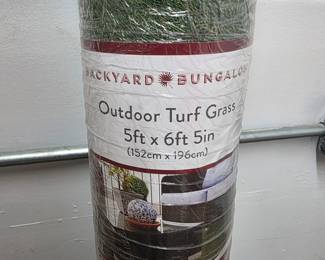 BACKYARD BUNGALOW
Outdoor Turf Grass
5ft x 6ft 5in
(152cm x 196cm)